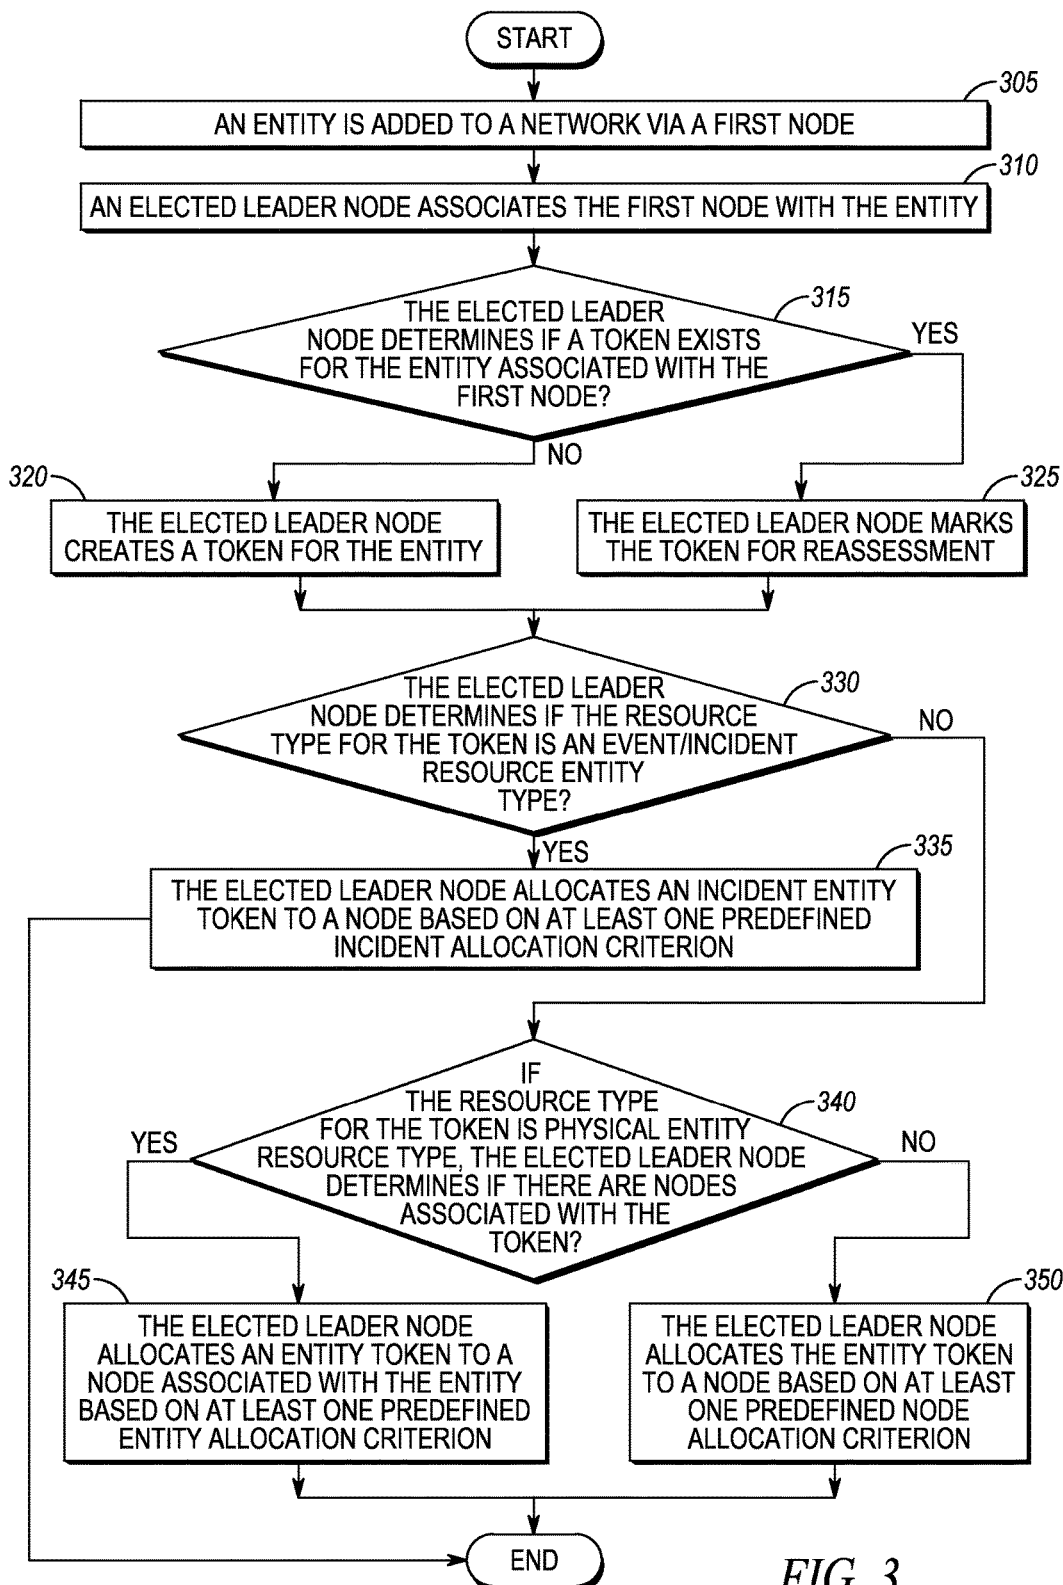 START
305
AN ENTITY IS ADDED TO A NETWORK VIA A FIRST NODE
310
AN ELECTED LEADER NODE ASSOCIATES THE FIRST NODE WITH THE ENTITY
315
THE ELECTED LEADER
NODE DETERMINES IF A TOKEN EXISTS
FOR THE ENTITY ASSOCIATED WITH THE
FIRST NODE?
YES
NO
320
THE ELECTED LEADER NODE
CREATES A TOKEN FOR THE ENTITY
325
THE ELECTED LEADER NODE MARKS
THE TOKEN FOR REASSESSMENT
330
THE ELECTED LEADER
NODE DETERMINES IF THE RESOURCE
TYPE FOR THE TOKEN IS AN EVENT/INCIDENT
RESOURCE ENTITY
TYPE?
NO
YES
335
THE ELECTED LEADER NODE ALLOCATES AN INCIDENT ENTITY
TOKEN TO A NODE BASED ON AT LEAST ONE PREDEFINED
INCIDENT ALLOCATION CRITERION
340
IF
THE RESOURCE TYPE
FOR THE TOKEN IS PHYSICAL ENTITY
RESOURCE TYPE, THE ELECTED LEADER NODE
DETERMINES IF THERE ARE NODES
ASSOCIATED WITH THE
TOKEN?
YES
NO
345
THE ELECTED LEADER NODE
ALLOCATES AN ENTITY TOKEN TO A
NODE ASSOCIATED WITH THE ENTITY
BASED ON AT LEAST ONE PREDEFINED
ENTITY ALLOCATION CRITERION
350
THE ELECTED LEADER NODE
ALLOCATES THE ENTITY TOKEN
TO A NODE BASED ON AT LEAST
ONE PREDEFINED NODE
ALLOCATION CRITERION
END
FIG. 3